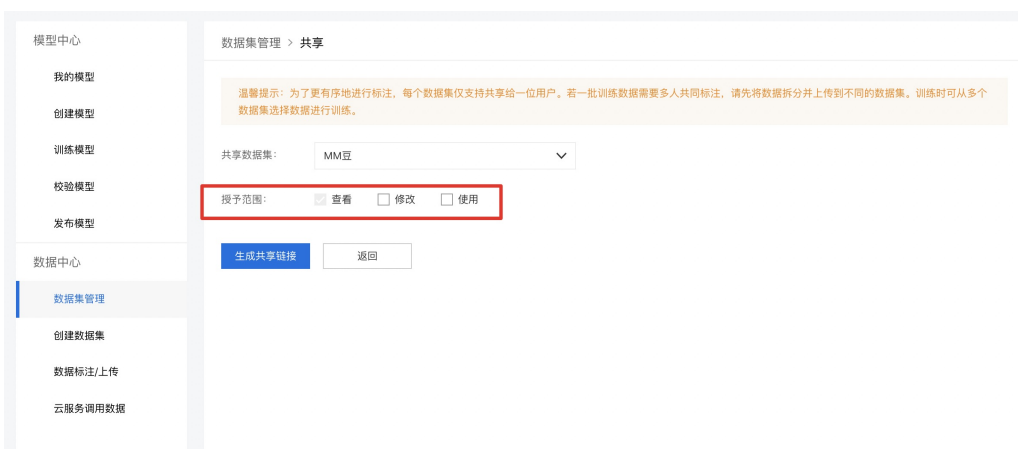 模型中心
我的模型
创建模型
训练模型
校验模型
发布模型
数据中心
数据集管理
创建数据集
数据标注/上传
云服务调用数据
数据集管理 > 共享
温馨提示：为了更有序地进行标注，每个数据集仅支持共享给一位用户。若一批训练数据需要多人共同标注，请先将数据拆分并上传到不同的数据集。训练时可从多个
数据集选择数据进行训练。
共享数据集： MM豆
授予范围： 查看 修改 使用
生成共享链接 返回